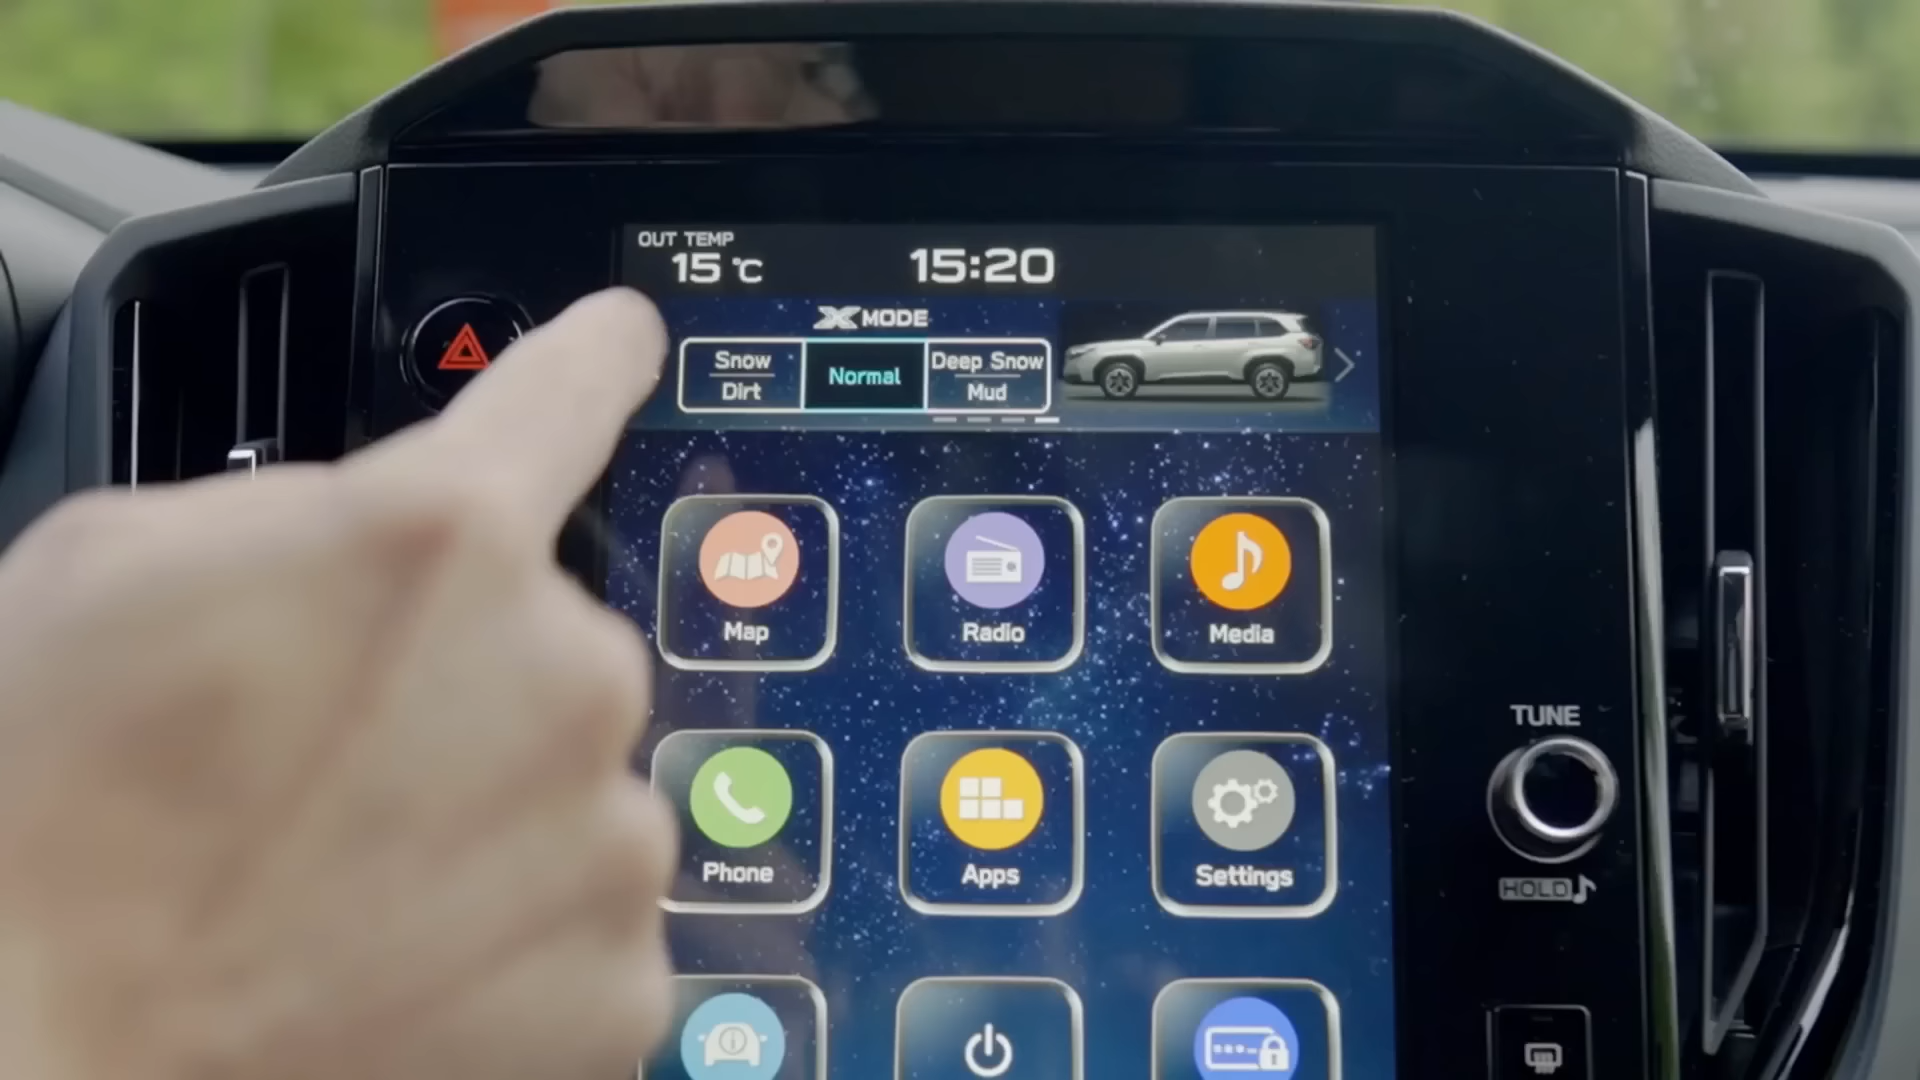 OUT TEMP
15 °C
15:20
X MODE
Snow
Dirt
Normal
Deep Snow
Mud
Map
Radio
Media
Phone
Apps
Settings
TUNE
HOLD